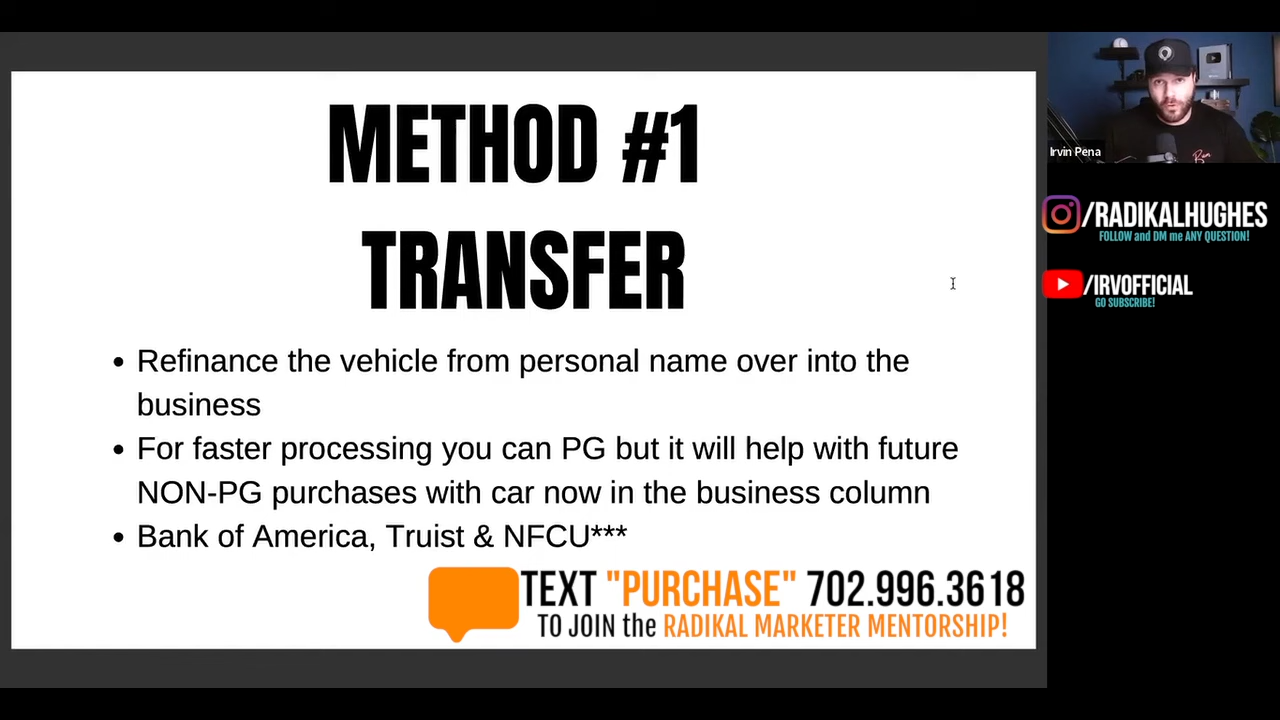 METHOD #1
TRANSFER
• Refinance the vehicle from personal name over into the
business
• For faster processing you can PG but it will help with future
NON-PG purchases with car now in the business column
• Bank of America, Truist & NFCU***
TEXT "PURCHASE" 702.996.3618
TO JOIN the RADIKAL MARKETER MENTORSHIP!
Irvin Pena
/RADIKALHUGHES
FOLLOW and DM me ANY QUESTION!
/IRVOFFICIAL
GO SUBSCRIBE!